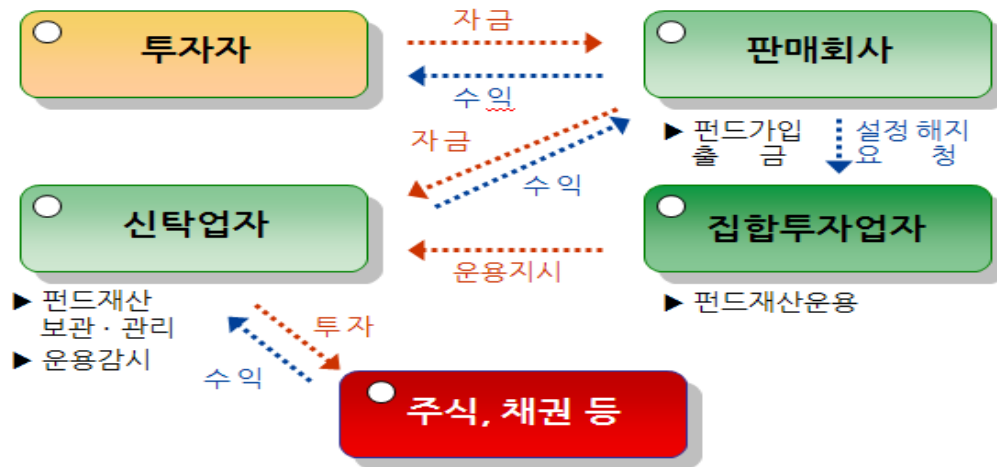 투자자
자 금
수 익
판매회사
▶ 펀드가입
출 금
설정 해지
요 청
자 금
수 익
신탁업자
운용지시
집합투자업자
▶ 펀드재산
보관 · 관리
▶ 운용감시
▶ 펀드재산운용
투 자
수 익
주식, 채권 등